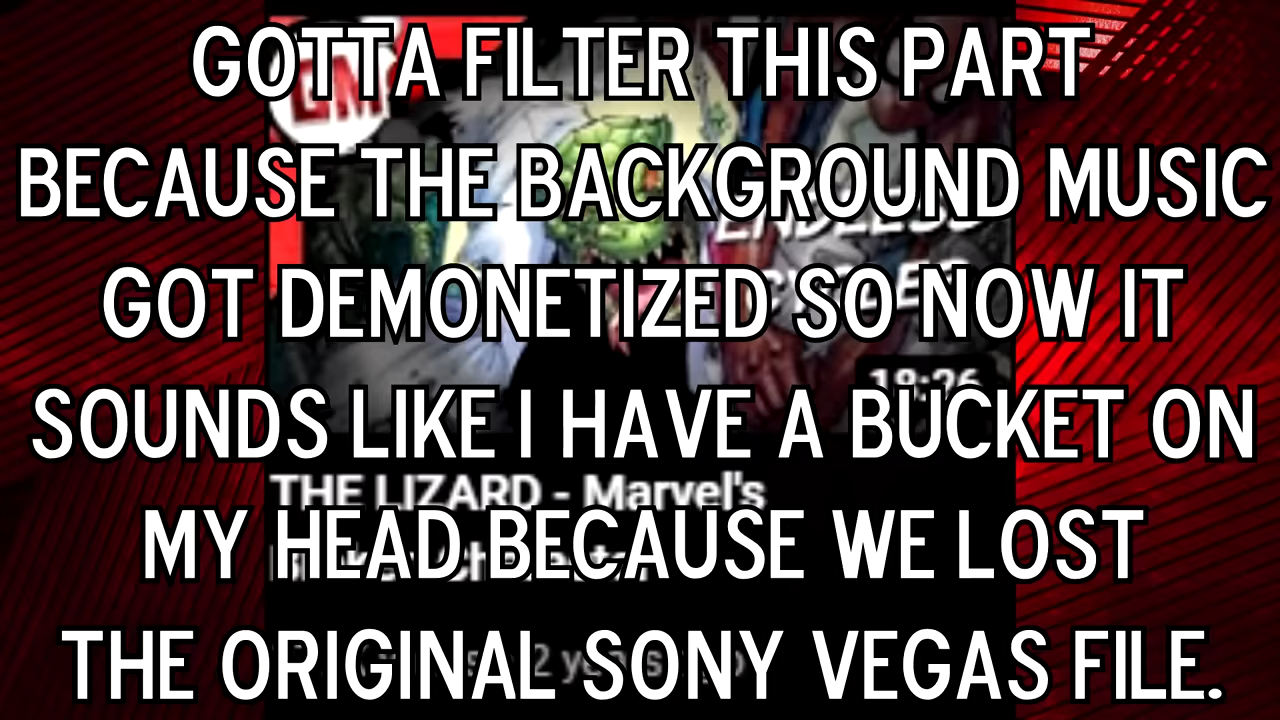 GOTTA FILTER THIS PART
BECAUSE THE BACKGROUND MUSIC
GOT DEMONETIZED SO NOW IT
SOUNDS LIKE I HAVE A BUCKET ON
MY HEAD BECAUSE WE LOST
THE ORIGINAL SONY VEGAS FILE.
ENDLESS
18:26
THE LIZARD - Marvel's